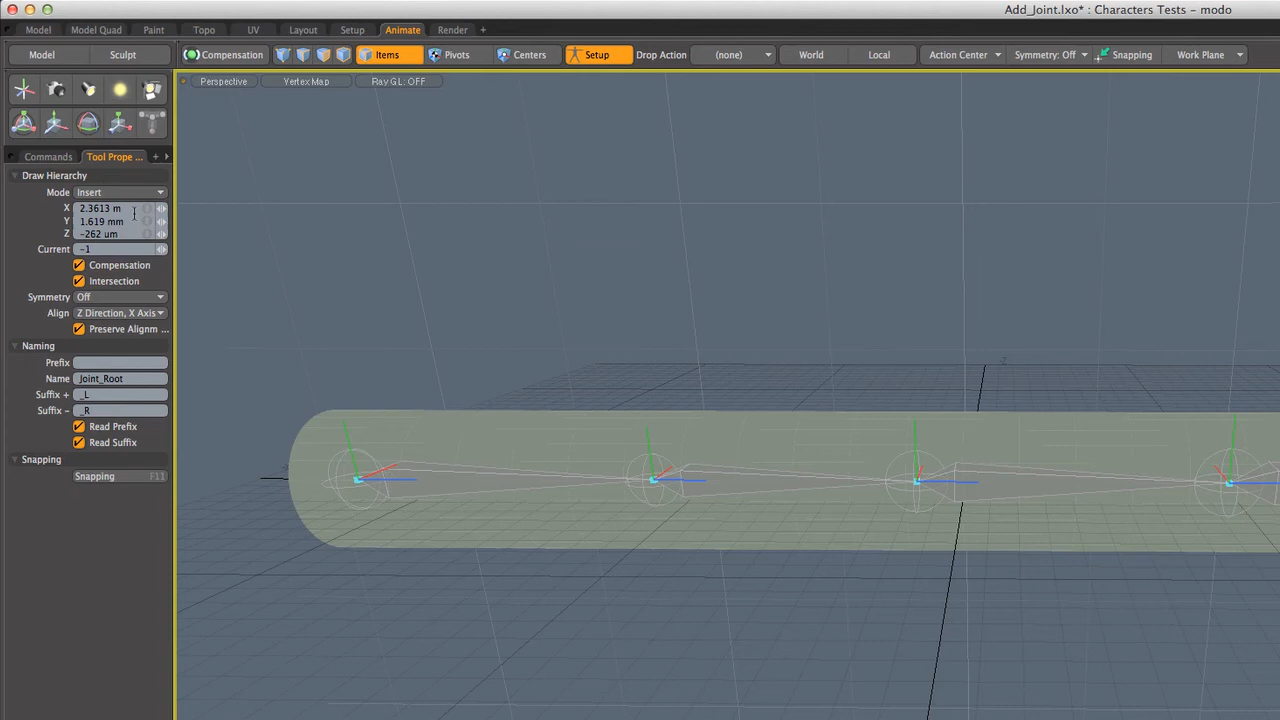 Add_Joint.lxo* : Characters Tests - modo
Model Model Quad Paint Topo UV Layout Setup Animate Render +
Model Sculpt Compensation Items Pivots Centers Setup Drop Action (none) World Local Action Center Symmetry: Off Snapping Work Plane
Perspective Vertex Map Ray GL: OFF
Commands Tool Prope ... +
Draw Hierarchy
Mode Insert
X 2.3613 m
Y 1.619 mm
Z -262 um
Current -1
Compensation
Intersection
Symmetry Off
Align Z Direction, X Axis
Preserve Alignm ...
Naming
Prefix
Name Joint_Root
Suffix + _L
Suffix - _R
Read Prefix
Read Suffix
Snapping
Snapping F11